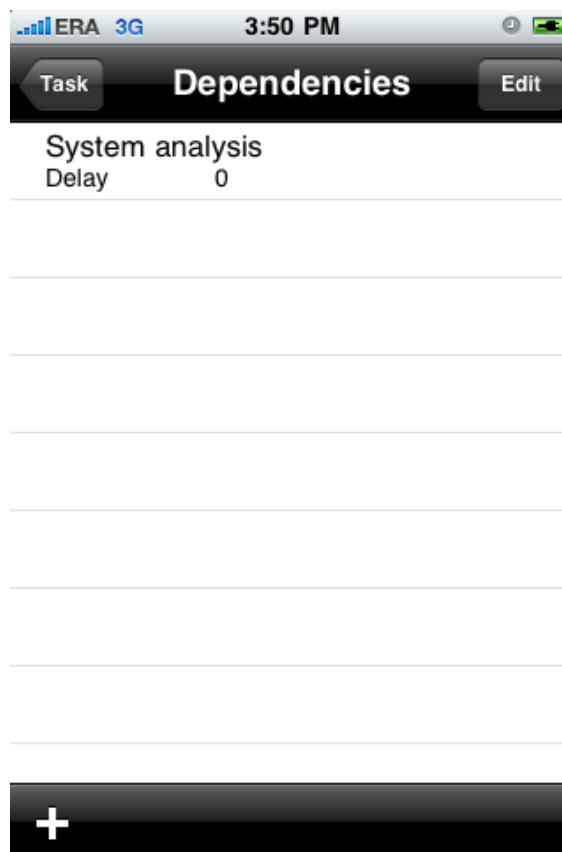 ERA 3G 3:50 PM
Task Dependencies Edit
System analysis
Delay 0
+